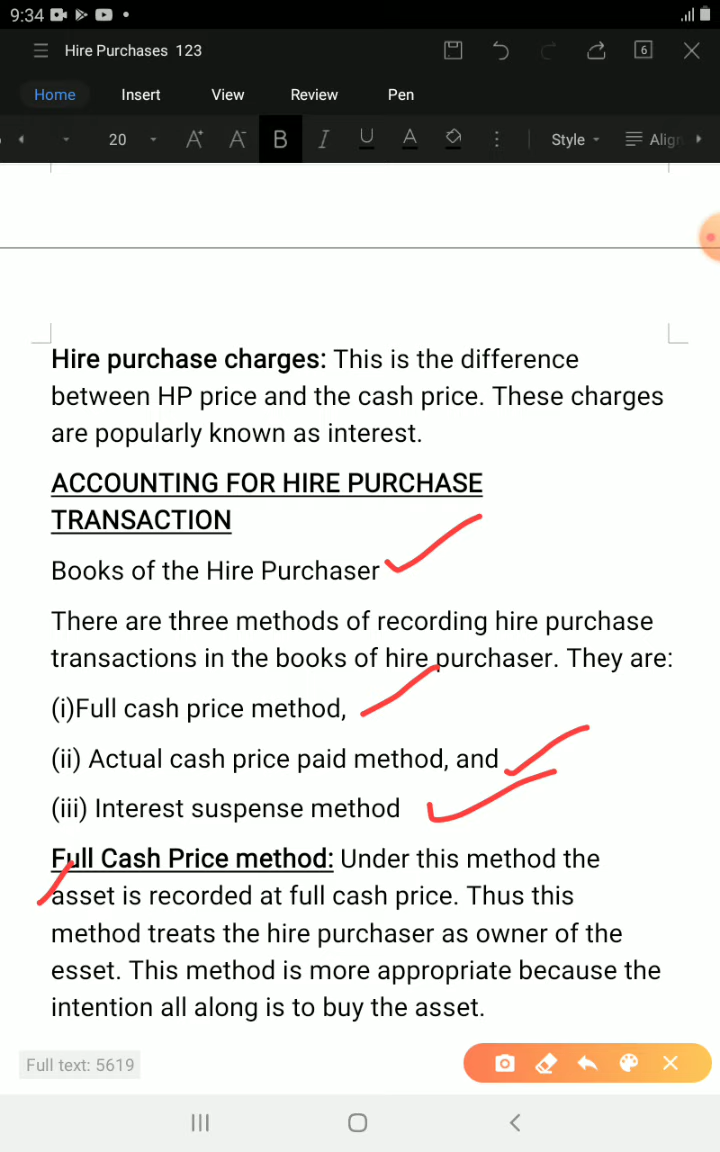 9:34
Hire Purchases 123
6
Home Insert View Review Pen
20 A+ A- B I U A Style Align
Hire purchase charges: This is the difference
between HP price and the cash price. These charges
are popularly known as interest.
ACCOUNTING FOR HIRE PURCHASE
TRANSACTION
Books of the Hire Purchaser
There are three methods of recording hire purchase
transactions in the books of hire purchaser. They are:
(i)Full cash price method,
(ii) Actual cash price paid method, and
(iii) Interest suspense method
Full Cash Price method: Under this method the
asset is recorded at full cash price. Thus this
method treats the hire purchaser as owner of the
esset. This method is more appropriate because the
intention all along is to buy the asset.
Full text: 5619